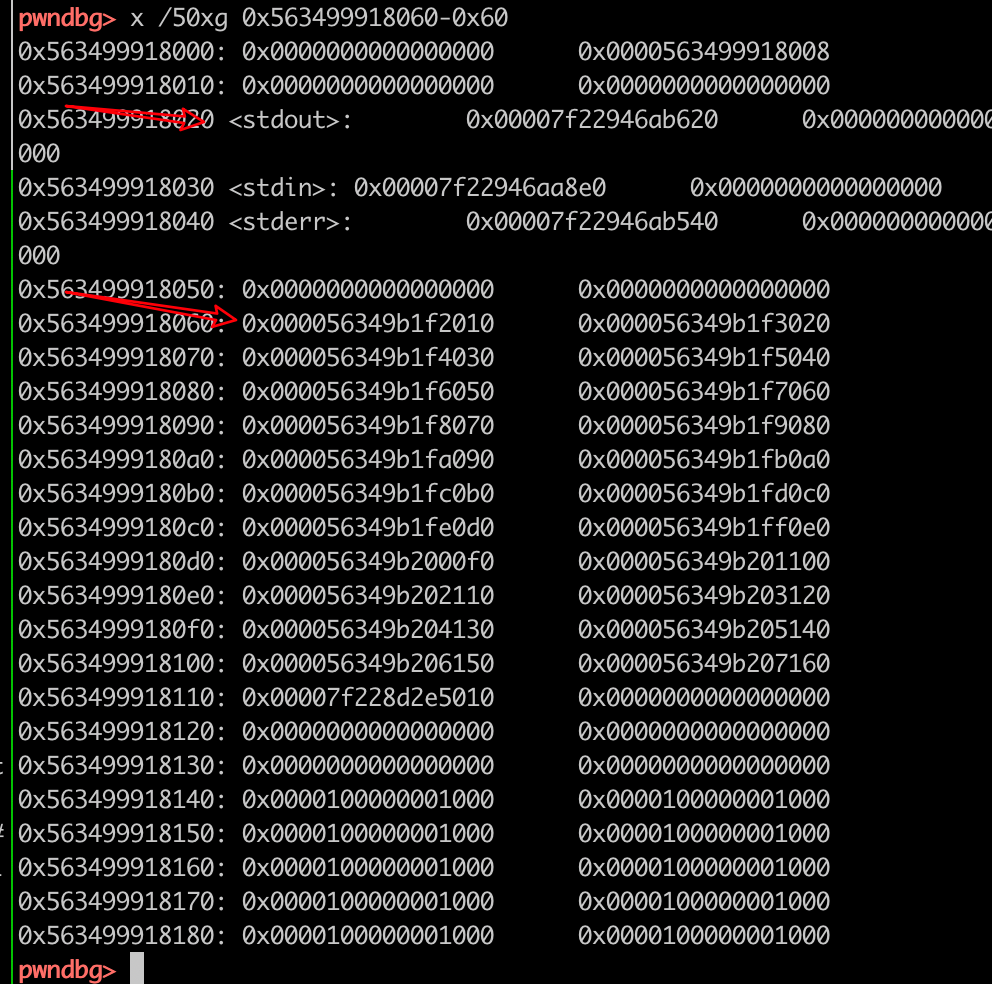 pwndbg> x /50xg 0x563499918060-0x60
0x563499918000: 0x0000000000000000 0x0000563499918008
0x563499918010: 0x0000000000000000 0x0000000000000000
0x563499918020 <stdout>: 0x00007f22946ab620 0x0000000000000
000
0x563499918030 <stdin>: 0x00007f22946aa8e0 0x0000000000000000
0x563499918040 <stderr>: 0x00007f22946ab540 0x0000000000000
000
0x563499918050: 0x0000000000000000 0x0000000000000000
0x563499918060: 0x000056349b1f2010 0x000056349b1f3020
0x563499918070: 0x000056349b1f4030 0x000056349b1f5040
0x563499918080: 0x000056349b1f6050 0x000056349b1f7060
0x563499918090: 0x000056349b1f8070 0x000056349b1f9080
0x5634999180a0: 0x000056349b1fa090 0x000056349b1fb0a0
0x5634999180b0: 0x000056349b1fc0b0 0x000056349b1fd0c0
0x5634999180c0: 0x000056349b1fe0d0 0x000056349b1ff0e0
0x5634999180d0: 0x000056349b2000f0 0x000056349b201100
0x5634999180e0: 0x000056349b202110 0x000056349b203120
0x5634999180f0: 0x000056349b204130 0x000056349b205140
0x563499918100: 0x000056349b206150 0x000056349b207160
0x563499918110: 0x00007f228d2e5010 0x0000000000000000
0x563499918120: 0x0000000000000000 0x0000000000000000
0x563499918130: 0x0000000000000000 0x0000000000000000
0x563499918140: 0x0000100000001000 0x0000100000001000
0x563499918150: 0x0000100000001000 0x0000100000001000
0x563499918160: 0x0000100000001000 0x0000100000001000
0x563499918170: 0x0000100000001000 0x0000100000001000
0x563499918180: 0x0000100000001000 0x0000100000001000
pwndbg>